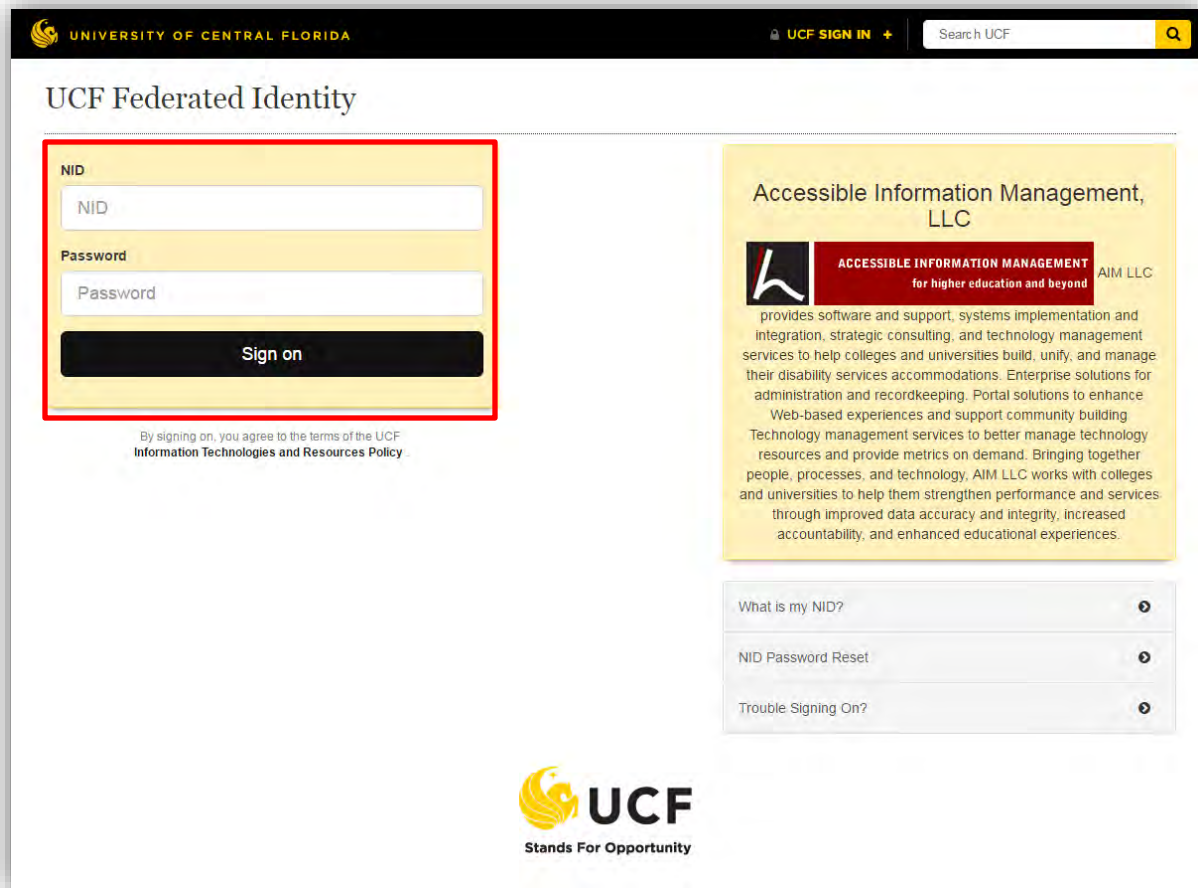 UNIVERSITY OF CENTRAL FLORIDA
UCF SIGN IN +
Search UCF
UCF Federated Identity
NID
NID
Password
Password
Sign on
By signing on, you agree to the terms of the UCF
Information Technologies and Resources Policy
Accessible Information Management,
LLC
ACCESSIBLE INFORMATION MANAGEMENT
for higher education and beyond
AIM LLC
provides software and support, systems implementation and
integration, strategic consulting, and technology management
services to help colleges and universities build, unify, and manage
their disability services accommodations. Enterprise solutions for
administration and recordkeeping. Portal solutions to enhance
Web-based experiences and support community building
Technology management services to better manage technology
resources and provide metrics on demand. Bringing together
people, processes, and technology, AIM LLC works with colleges
and universities to help them strengthen performance and services
through improved data accuracy and integrity, increased
accountability, and enhanced educational experiences.
What is my NID?
NID Password Reset
Trouble Signing On?
UCF
Stands For Opportunity